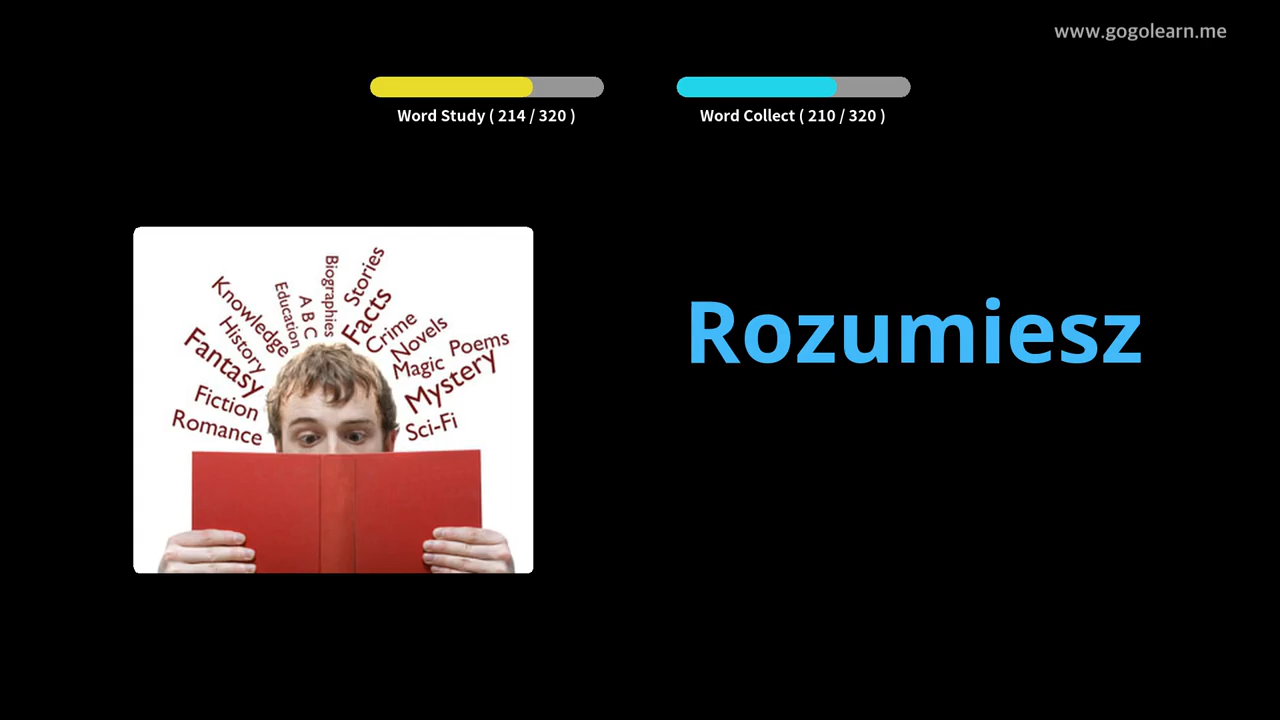 www.gogolearn.me
Word Study ( 214 / 320 )
Word Collect ( 210 / 320 )
Rozumiesz
Biographies
Stories
Education
A B C
Facts
Knowledge
History
Crime
Novels
Poems
Fantasy
Magic
Mystery
Fiction
Romance
Sci-Fi